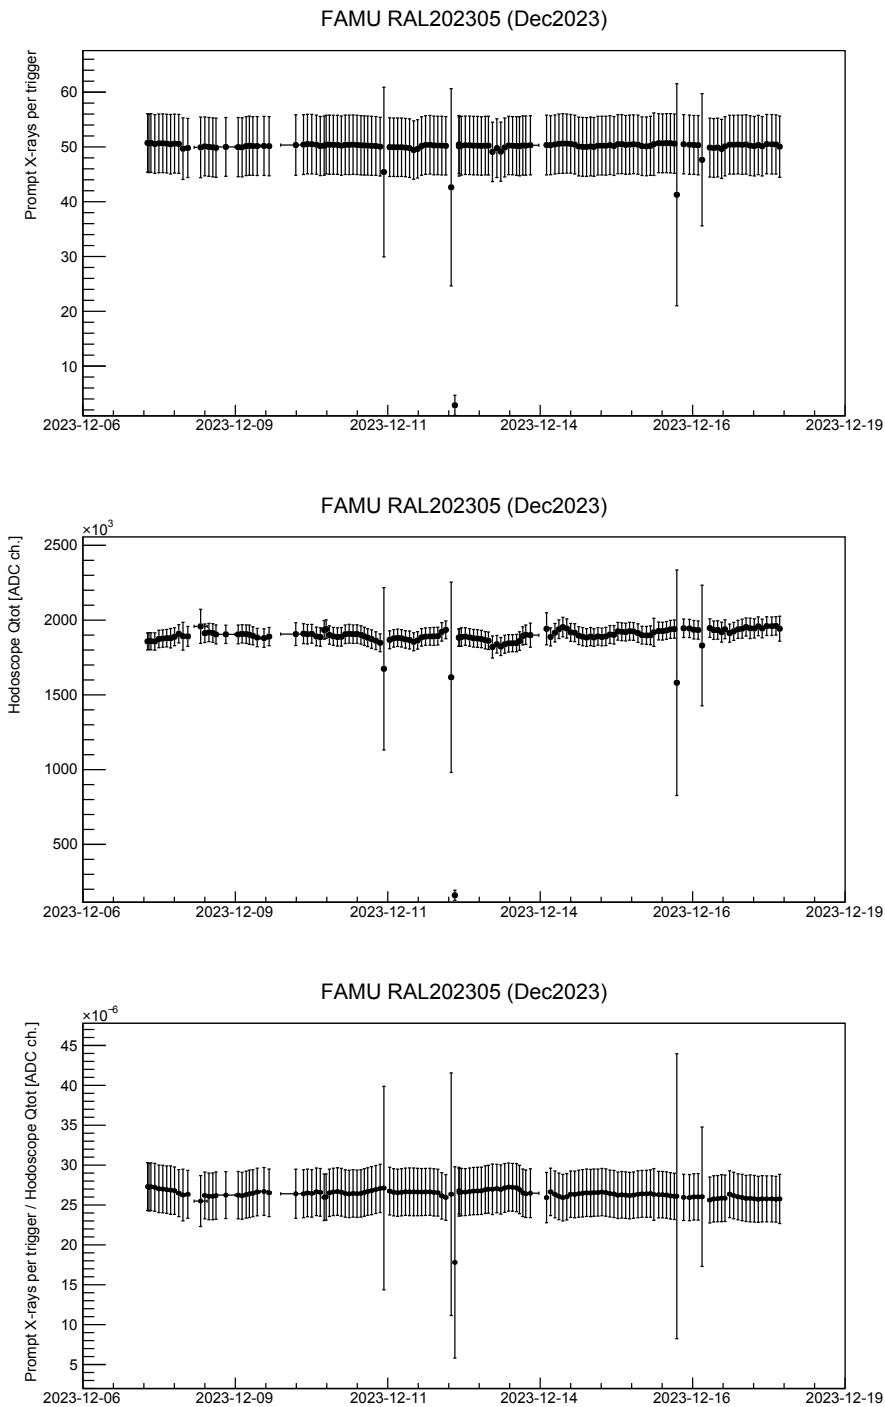 FAMU RAL202305 (Dec2023)
Prompt X-rays per trigger
60
50
40
30
20
10
2023-12-06 2023-12-09 2023-12-11 2023-12-14 2023-12-16 2023-12-19
FAMU RAL202305 (Dec2023)
×10³
Hodoscope Qtot [ADC ch.]
2500
2000
1500
1000
500
2023-12-06 2023-12-09 2023-12-11 2023-12-14 2023-12-16 2023-12-19
FAMU RAL202305 (Dec2023)
×10⁻⁶
Prompt X-rays per trigger / Hodoscope Qtot [ADC ch.]
45
40
35
30
25
20
15
10
5
2023-12-06 2023-12-09 2023-12-11 2023-12-14 2023-12-16 2023-12-19